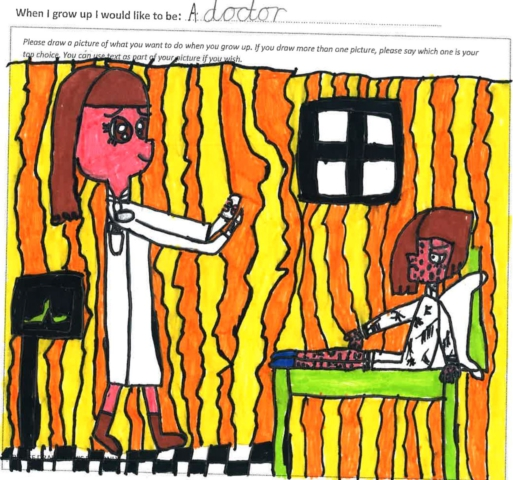 When I grow up I would like to be: A doctor
Please draw a picture of what you want to do when you grow up. If you draw more than one picture, please say which one is your
top choice. You can use text as part of your picture if you wish.